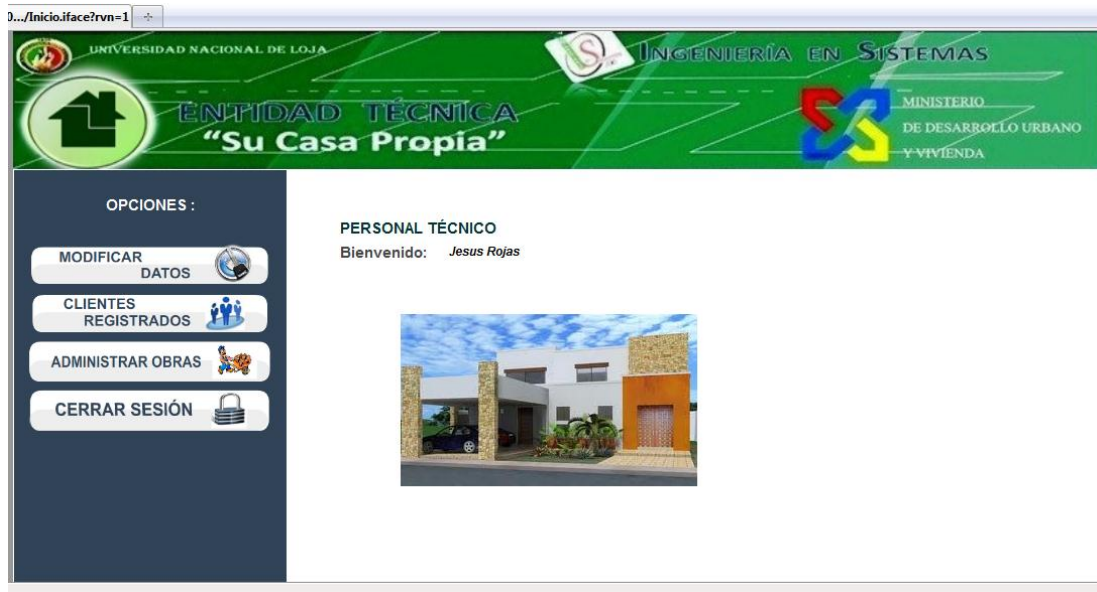 0.../Inicio.iface?rvn=1
UNIVERSIDAD NACIONAL DE LOJA
INGENIERÍA EN SISTEMAS
ENTIDAD TÉCNICA
“Su Casa Propia”
MINISTERIO
DE DESARROLLO URBANO
Y VIVIENDA
OPCIONES :
MODIFICAR
DATOS
CLIENTES
REGISTRADOS
ADMINISTRAR OBRAS
CERRAR SESIÓN
PERSONAL TÉCNICO
Bienvenido: Jesus Rojas